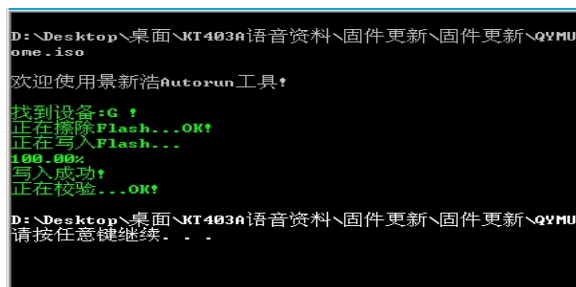 D:\Desktop\桌面\KT403A语音资料\固件更新\固件更新\QYMU
ome.iso
欢迎使用景新浩Autorun工具!
找到设备:G !
正在擦除Flash...OK!
正在写入Flash...
100.00%
写入成功!
正在校验...OK!
D:\Desktop\桌面\KT403A语音资料\固件更新\固件更新\QYMU
请按任意键继续. . .